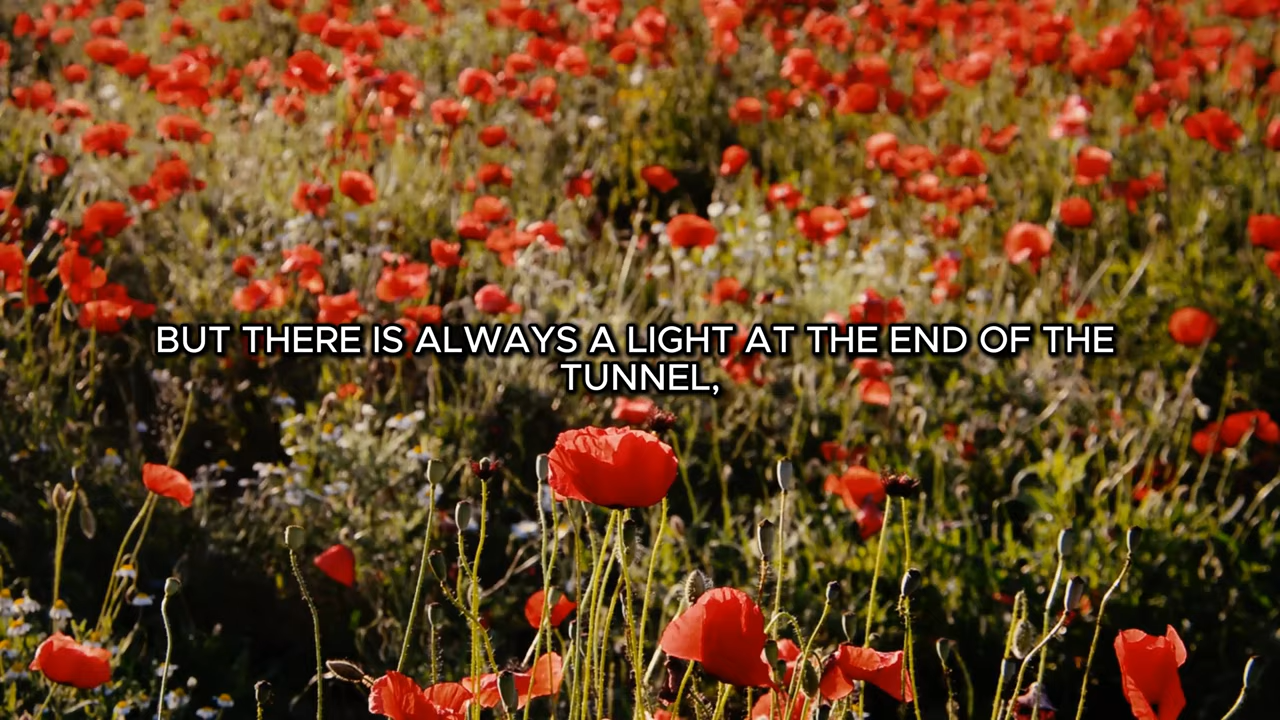 BUT THERE IS ALWAYS A LIGHT AT THE END OF THE
TUNNEL,